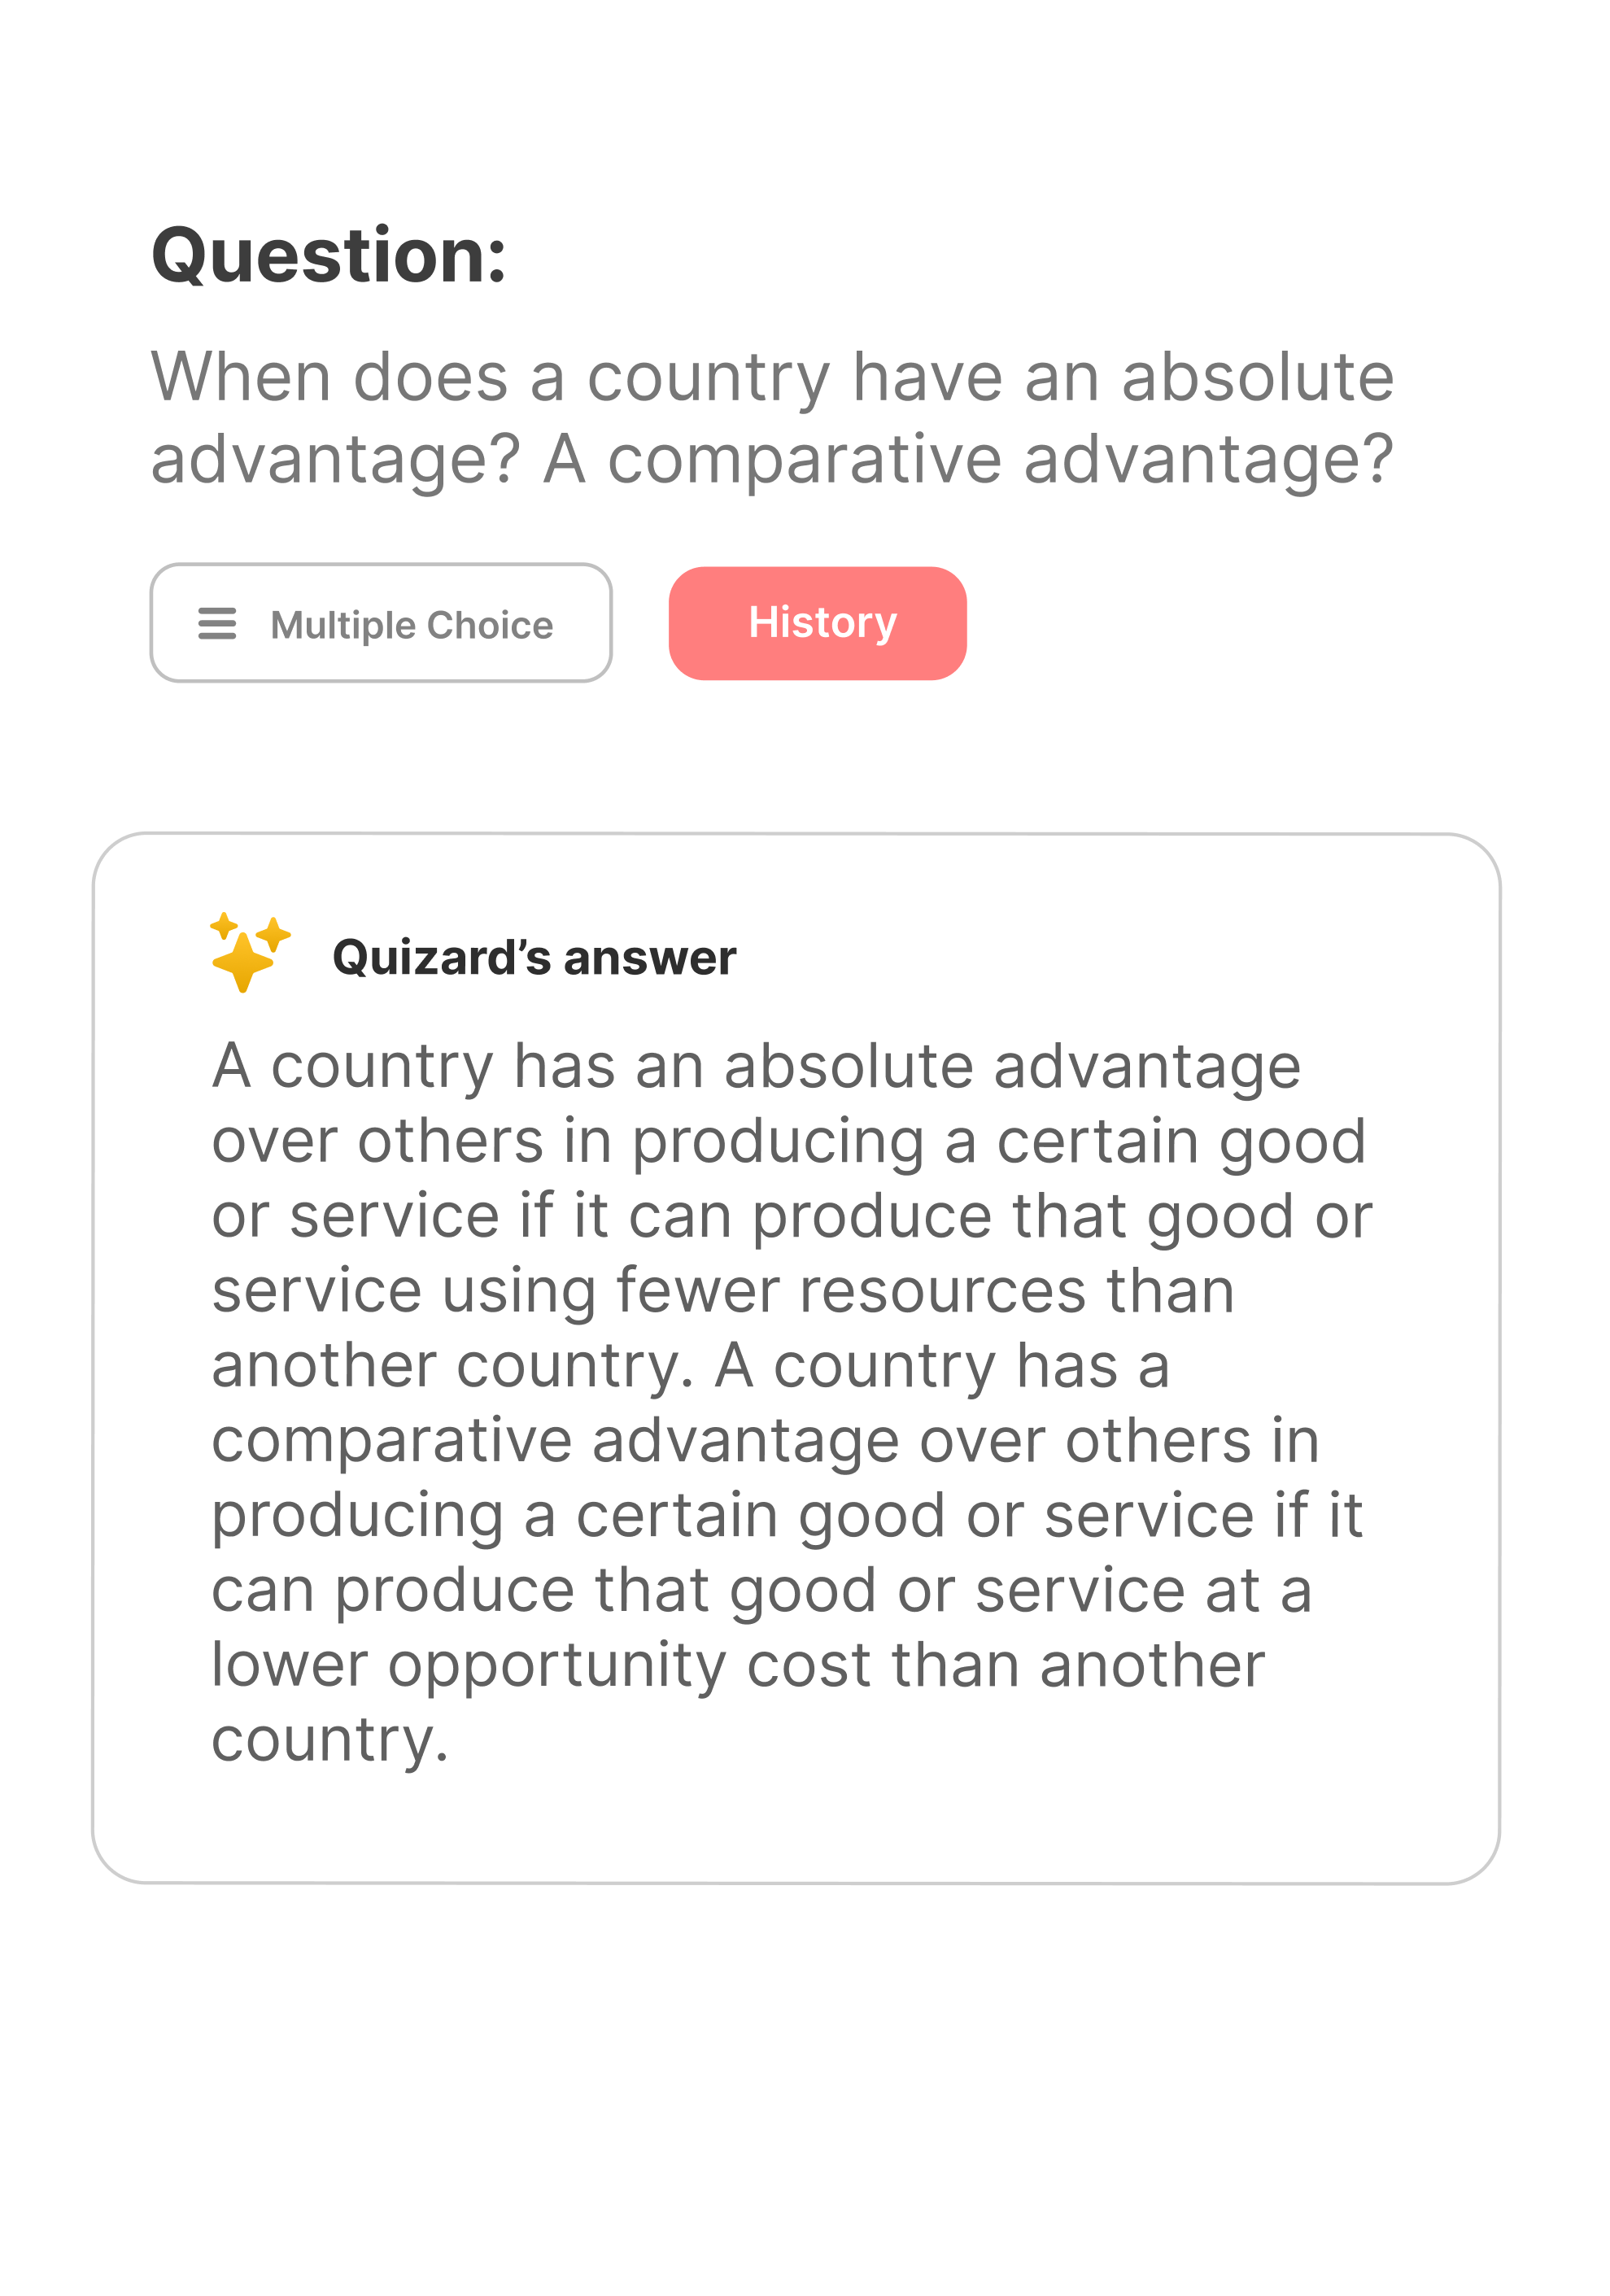 Question:
When does a country have an absolute
advantage? A comparative advantage?
Multiple Choice
History
Quizard's answer
A country has an absolute advantage
over others in producing a certain good
or service if it can produce that good or
service using fewer resources than
another country. A country has a
comparative advantage over others in
producing a certain good or service if it
can produce that good or service at a
lower opportunity cost than another
country.